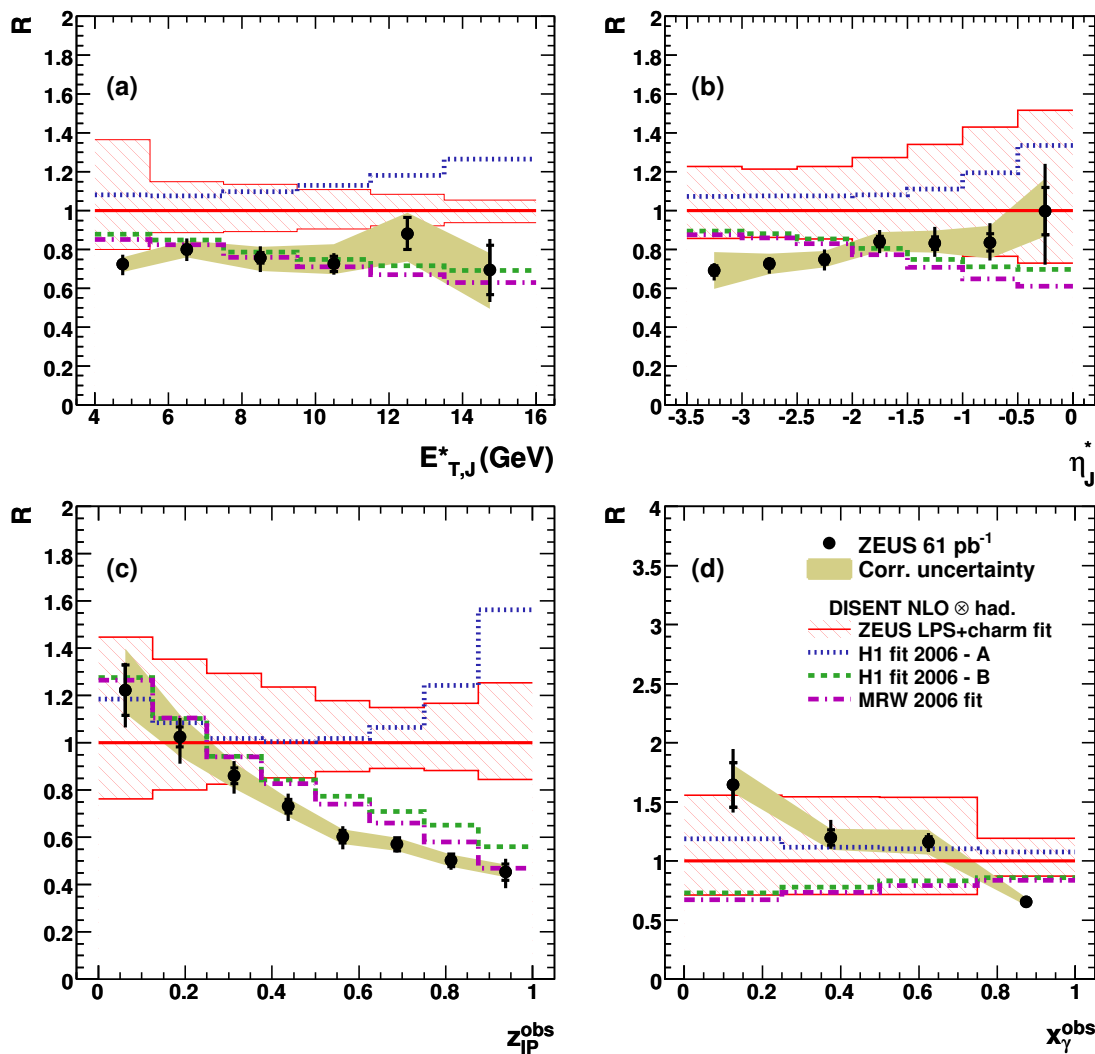 R
2
1.8
1.6
1.4
1.2
1
0.8
0.6
0.4
0.2
0
(a)
4 6 8 10 12 14 16
E*T,J (GeV)
R
2
1.8
1.6
1.4
1.2
1
0.8
0.6
0.4
0.2
0
(b)
-3.5 -3 -2.5 -2 -1.5 -1 -0.5 0
η*J
R
2
1.8
1.6
1.4
1.2
1
0.8
0.6
0.4
0.2
0
(c)
0 0.2 0.4 0.6 0.8 1
zIP^obs
R
4
3.5
3
2.5
2
1.5
1
0.5
0
(d)
ZEUS 61 pb-1
Corr. uncertainty
DISENT NLO ⊗ had.
ZEUS LPS+charm fit
H1 fit 2006 - A
H1 fit 2006 - B
MRW 2006 fit
0 0.2 0.4 0.6 0.8 1
xγ^obs